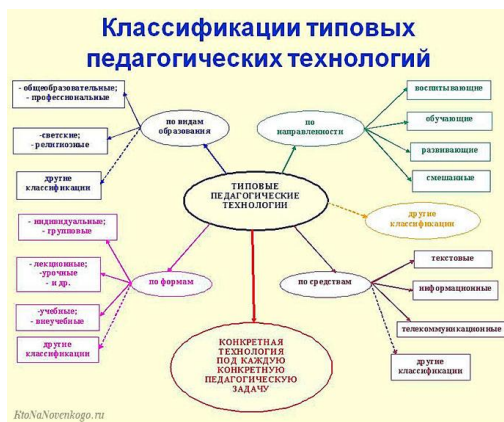 Классификации типовых
педагогических технологий
- общеобразовательные;
- профессиональные
-светские;
- религиозные
другие
классификации
по видам
образования
по
направленности
воспитывающие
обучающие
развивающие
смешанные
ТИПОВЫЕ
ПЕДАГОГИЧЕСКИЕ
ТЕХНОЛОГИИ
другие
классификации
- индивидуальные;
- групповые
- лекционные;
-урочные
- и др.
-учебные;
- внеучебные
другие
классификации
по формам
по средствам
текстовые
информационные
телекоммуникационные
другие
классификации
КОНКРЕТНАЯ
ТЕХНОЛОГИЯ
ПОД КАЖДУЮ
КОНКРЕТНУЮ
ПЕДАГОГИЧЕСКУЮ
ЗАДАЧУ
KtoNaNovenkogo.ru